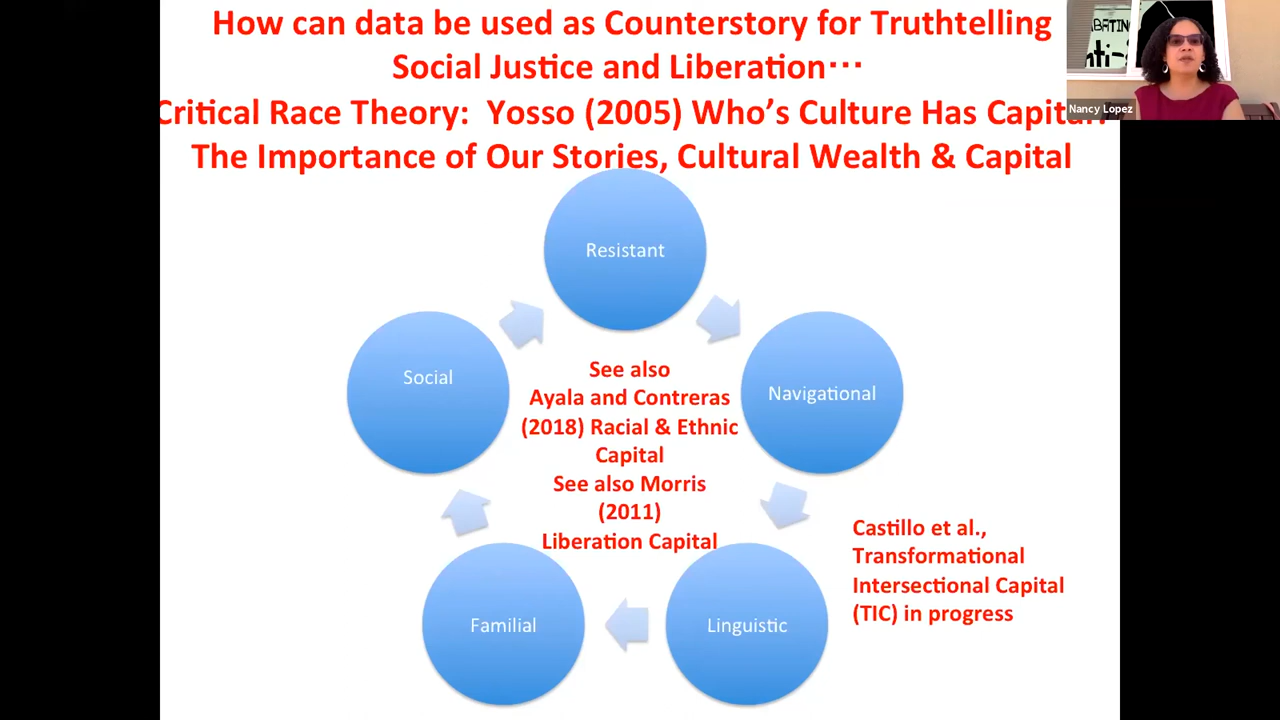 How can data be used as Counterstory for Truthtelling
Social Justice and Liberation…
Critical Race Theory: Yosso (2005) Who's Culture Has
The Importance of Our Stories, Cultural Wealth & Capital
BATIN
nti-
Nancy Lopez
Resistant
Social
Navigational
See also
Ayala and Contreras
(2018) Racial & Ethnic
Capital
See also Morris
(2011)
Liberation Capital
Castillo et al.,
Transformational
Intersectional Capital
(TIC) in progress
Familial
Linguistic